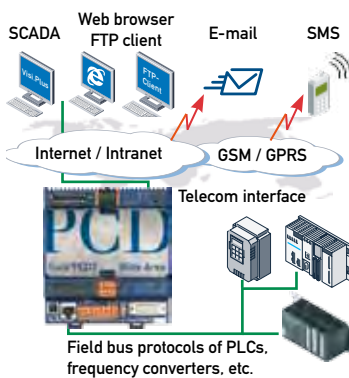 SCADA
Web browser
FTP client
E-mail
SMS
Visi.Plus
FTP-
Client
Internet / Intranet
GSM / GPRS
Telecom interface
PCD
Field bus protocols of PLCs,
frequency converters, etc.